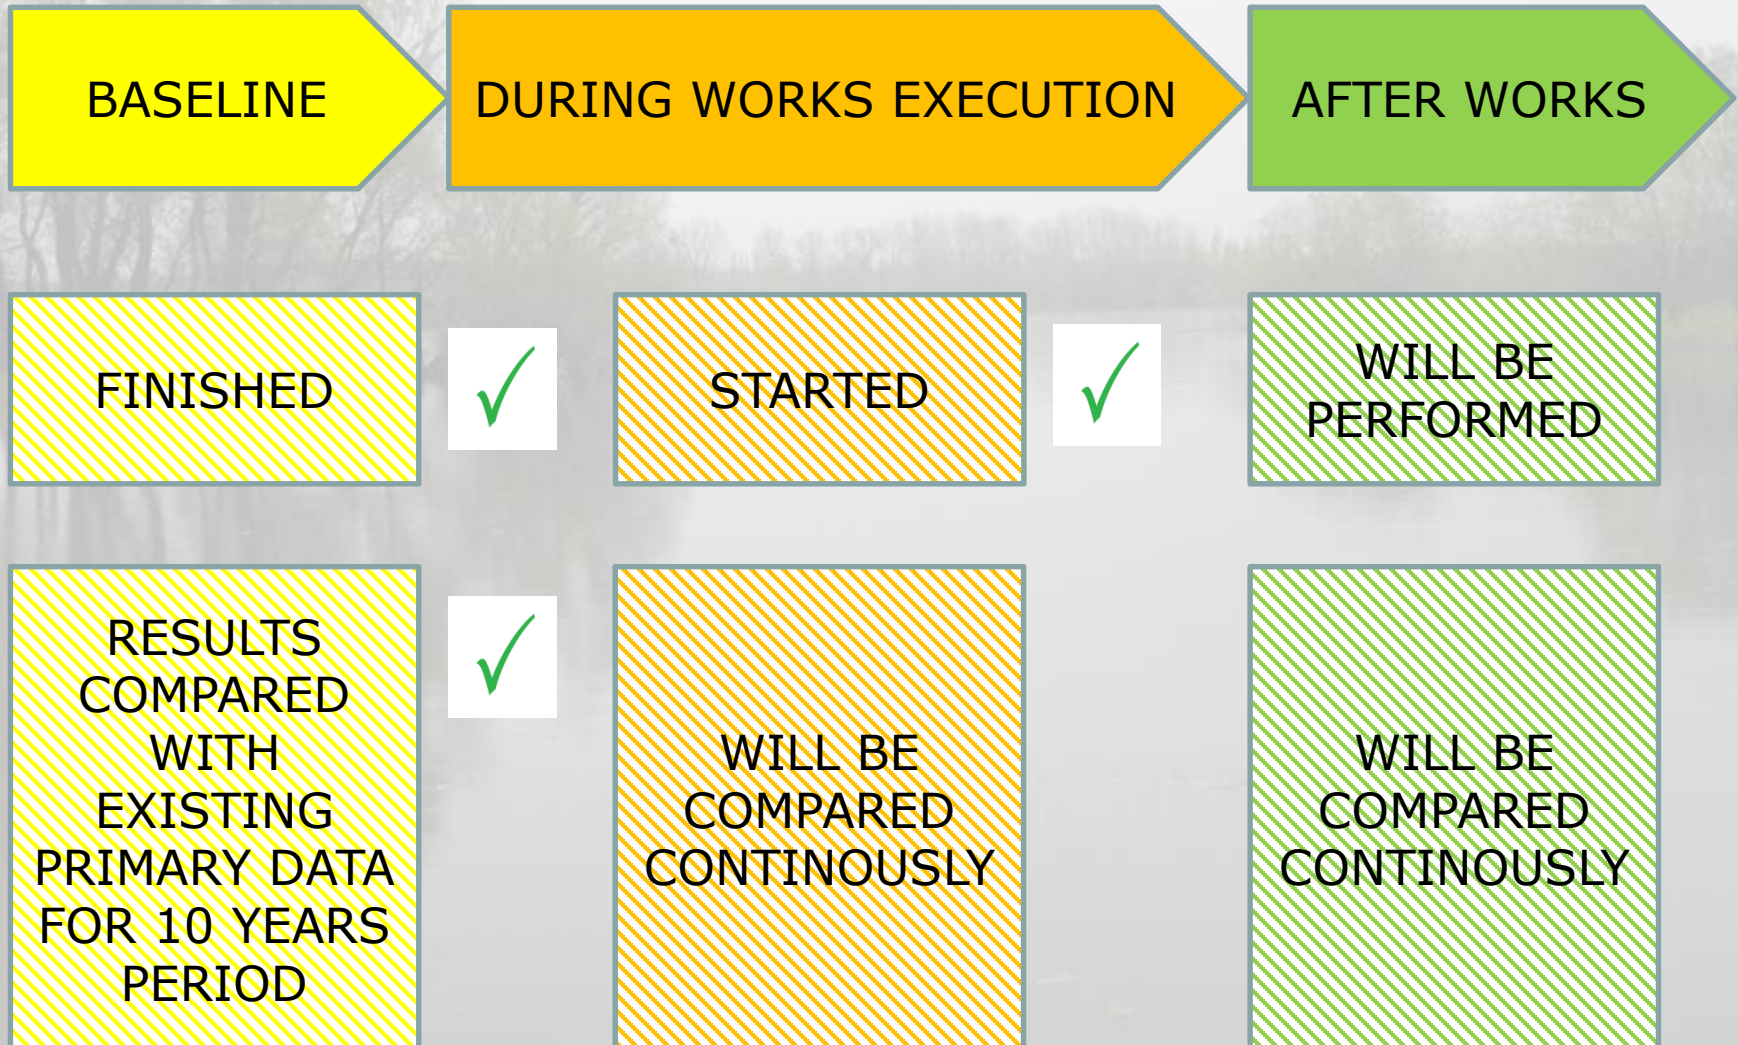 BASELINE
DURING WORKS EXECUTION
AFTER WORKS
FINISHED
STARTED
WILL BE
PERFORMED
RESULTS
COMPARED
WITH
EXISTING
PRIMARY DATA
FOR 10 YEARS
PERIOD
WILL BE
COMPARED
CONTINOUSLY
WILL BE
COMPARED
CONTINOUSLY